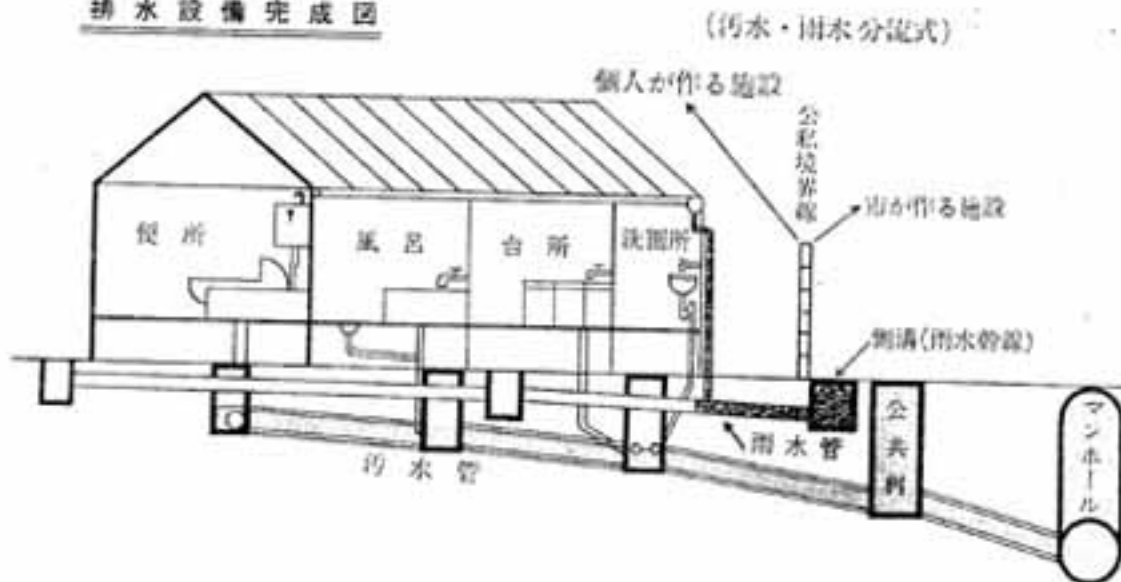 排水設備完成図
(汚水・雨水分流式)
個人が作る施設
公私境界線
市が作る施設
便所
風呂
台所
洗面所
側溝(雨水幹線)
雨水管
汚水管
公共桝
マンホール